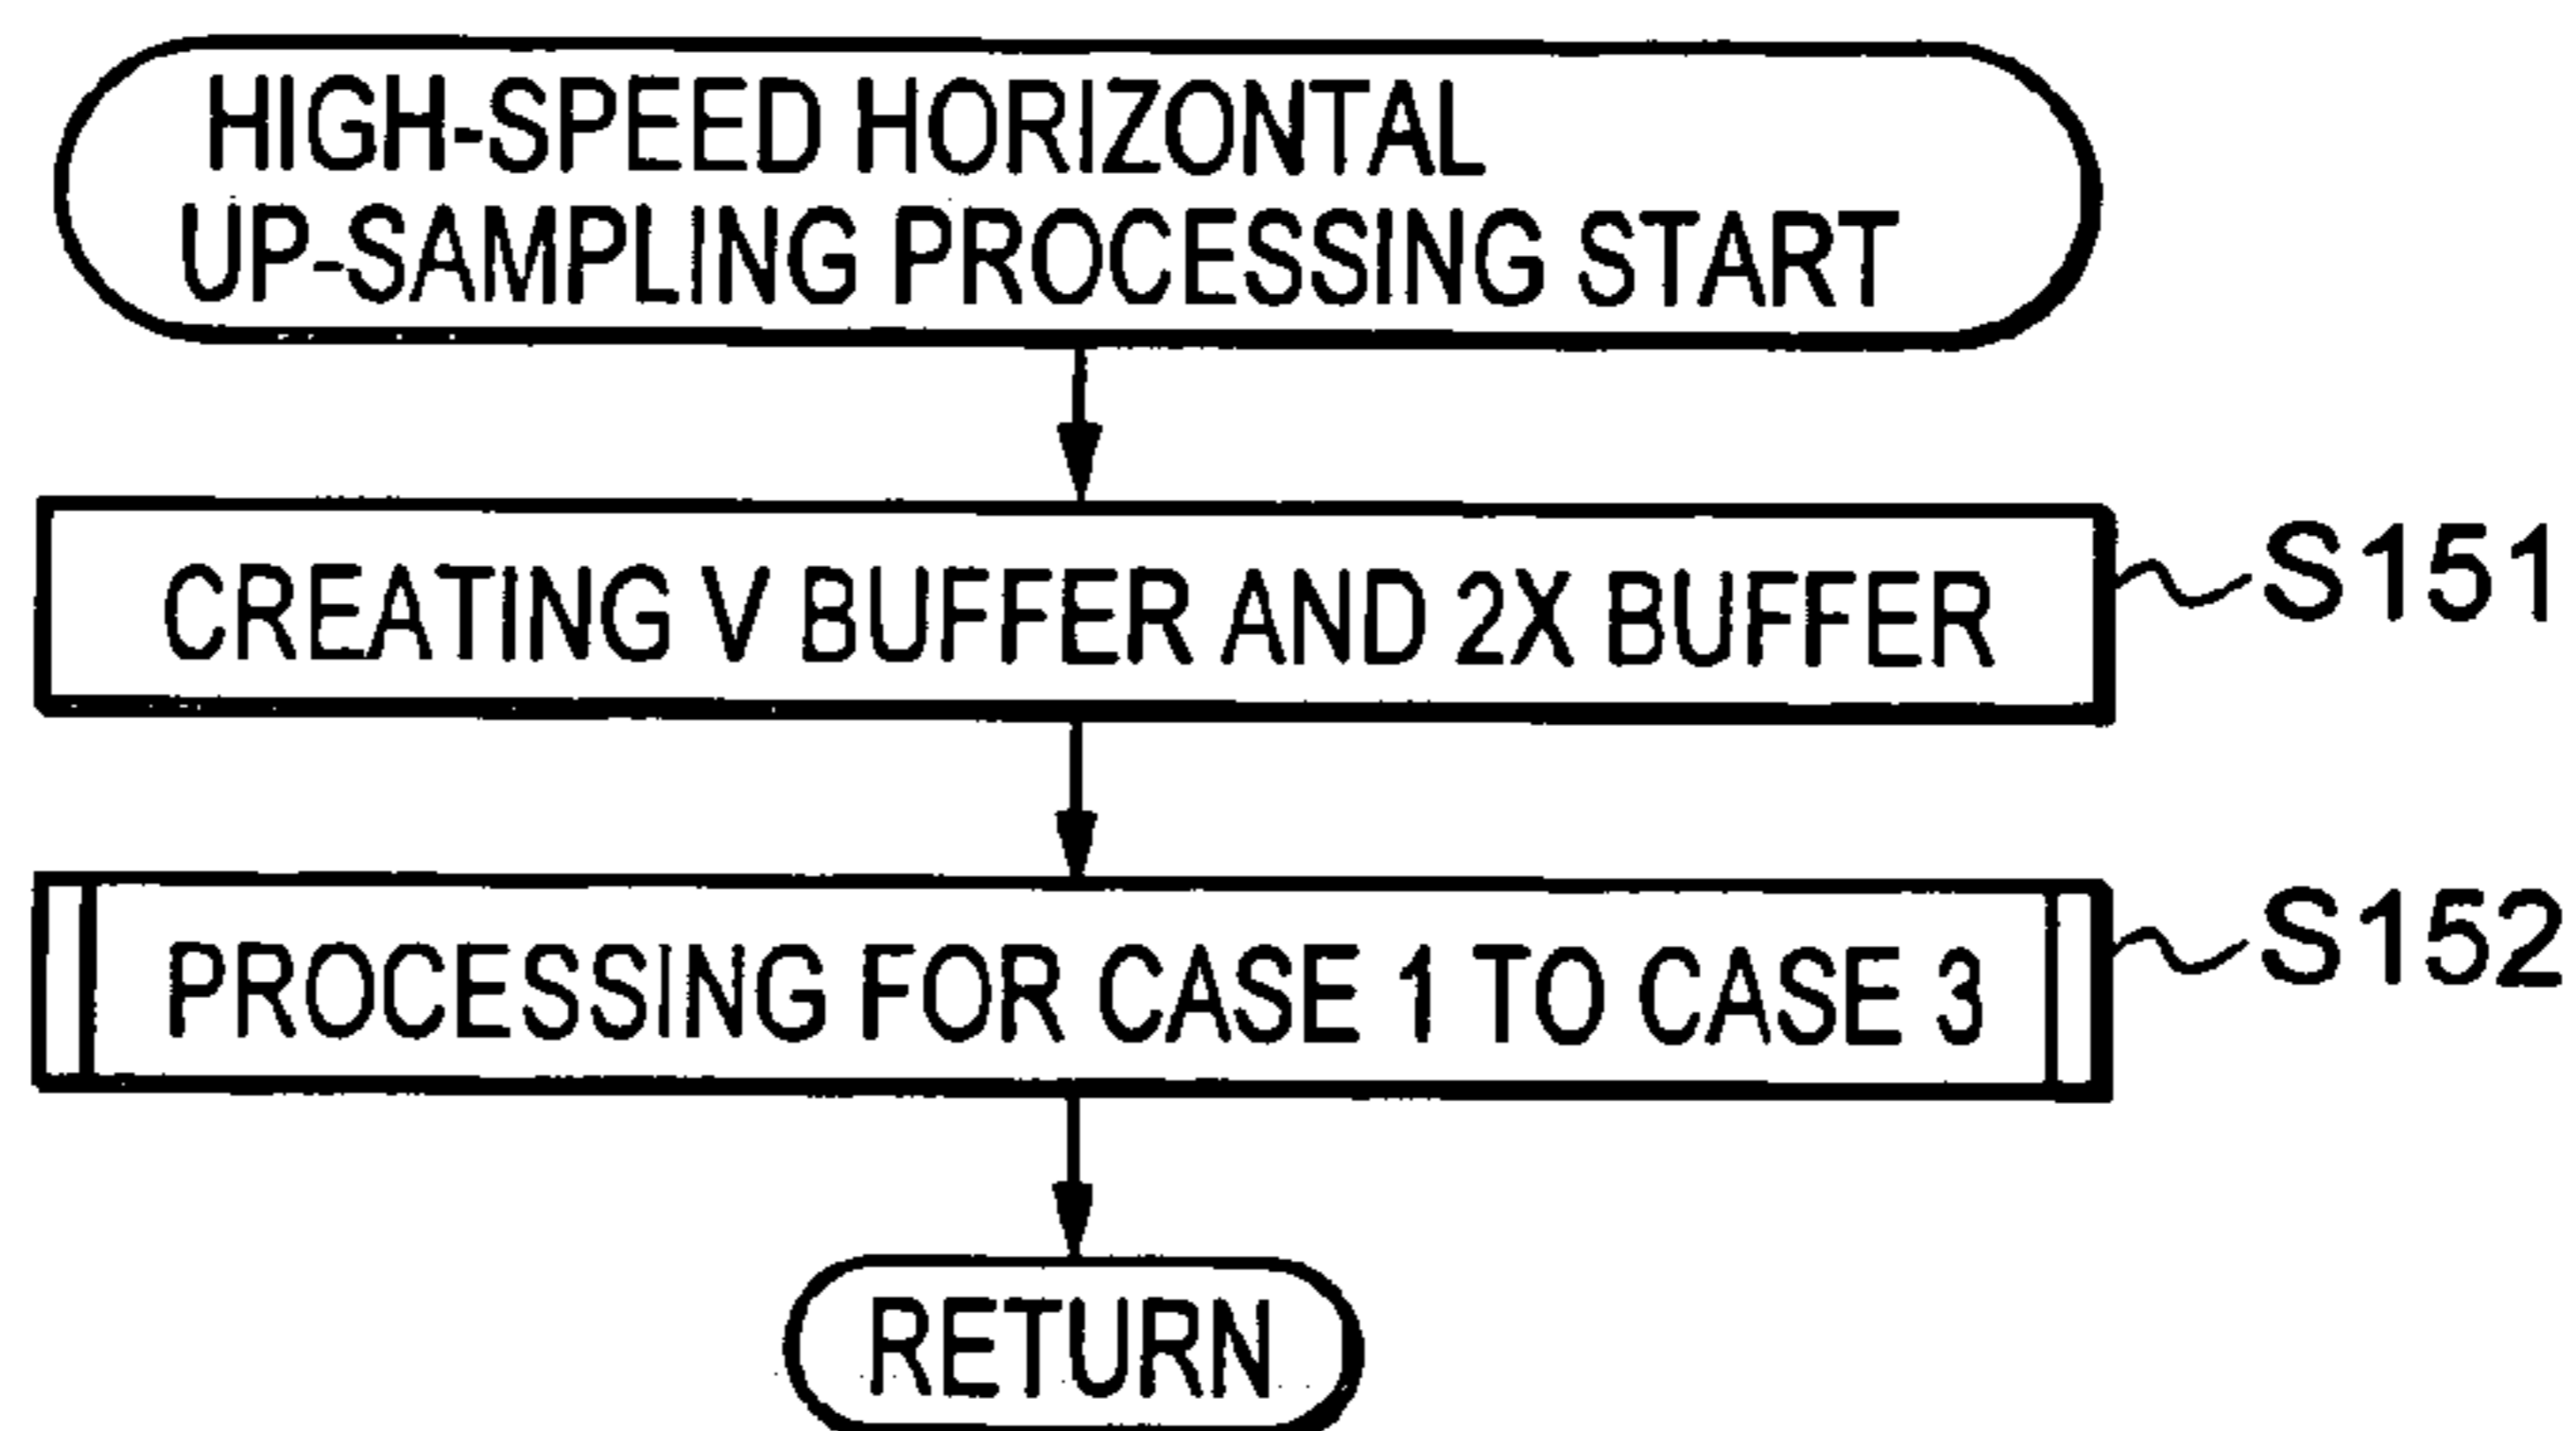 HIGH-SPEED HORIZONTAL
UP-SAMPLING PROCESSING START
CREATING V BUFFER AND 2X BUFFER
S151
PROCESSING FOR CASE 1 TO CASE 3
S152
RETURN